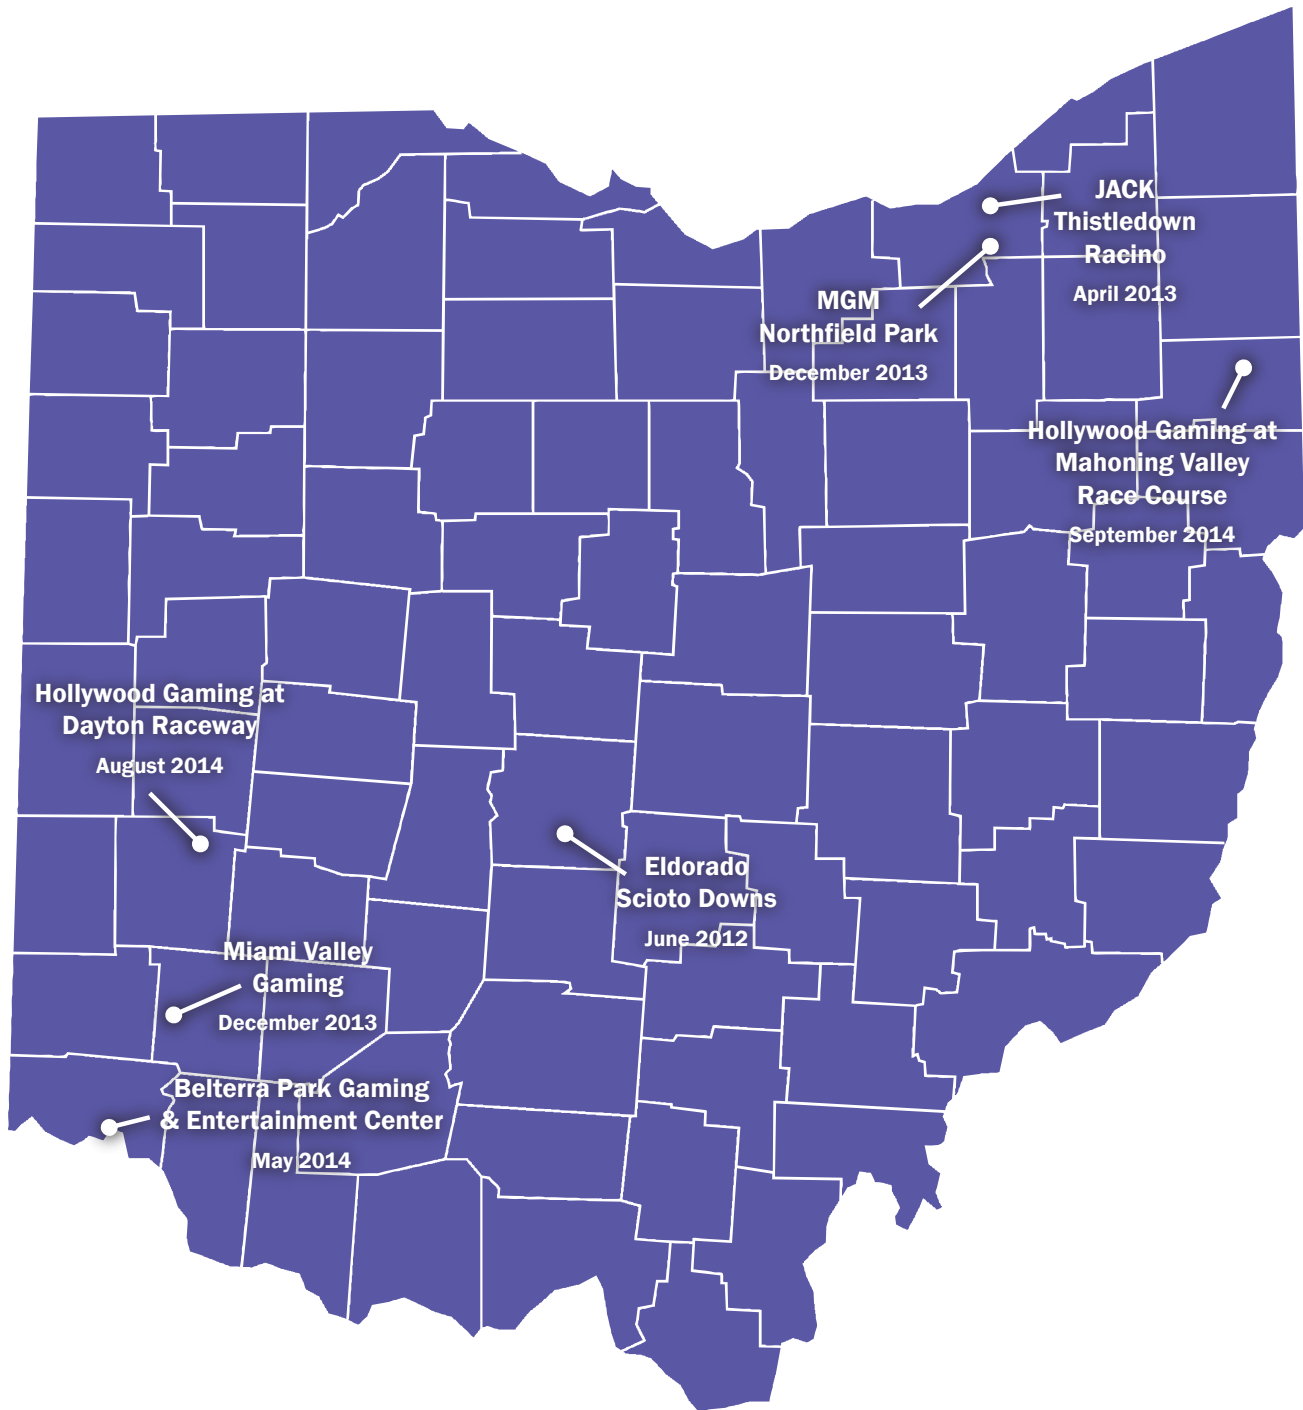 JACK
Thistledown
Racino
April 2013
MGM
Northfield Park
December 2013
Hollywood Gaming at
Mahoning Valley
Race Course
September 2014
Hollywood Gaming at
Dayton Raceway
August 2014
Eldorado
Scioto Downs
June 2012
Miami Valley
Gaming
December 2013
Belterra Park Gaming
& Entertainment Center
May 2014